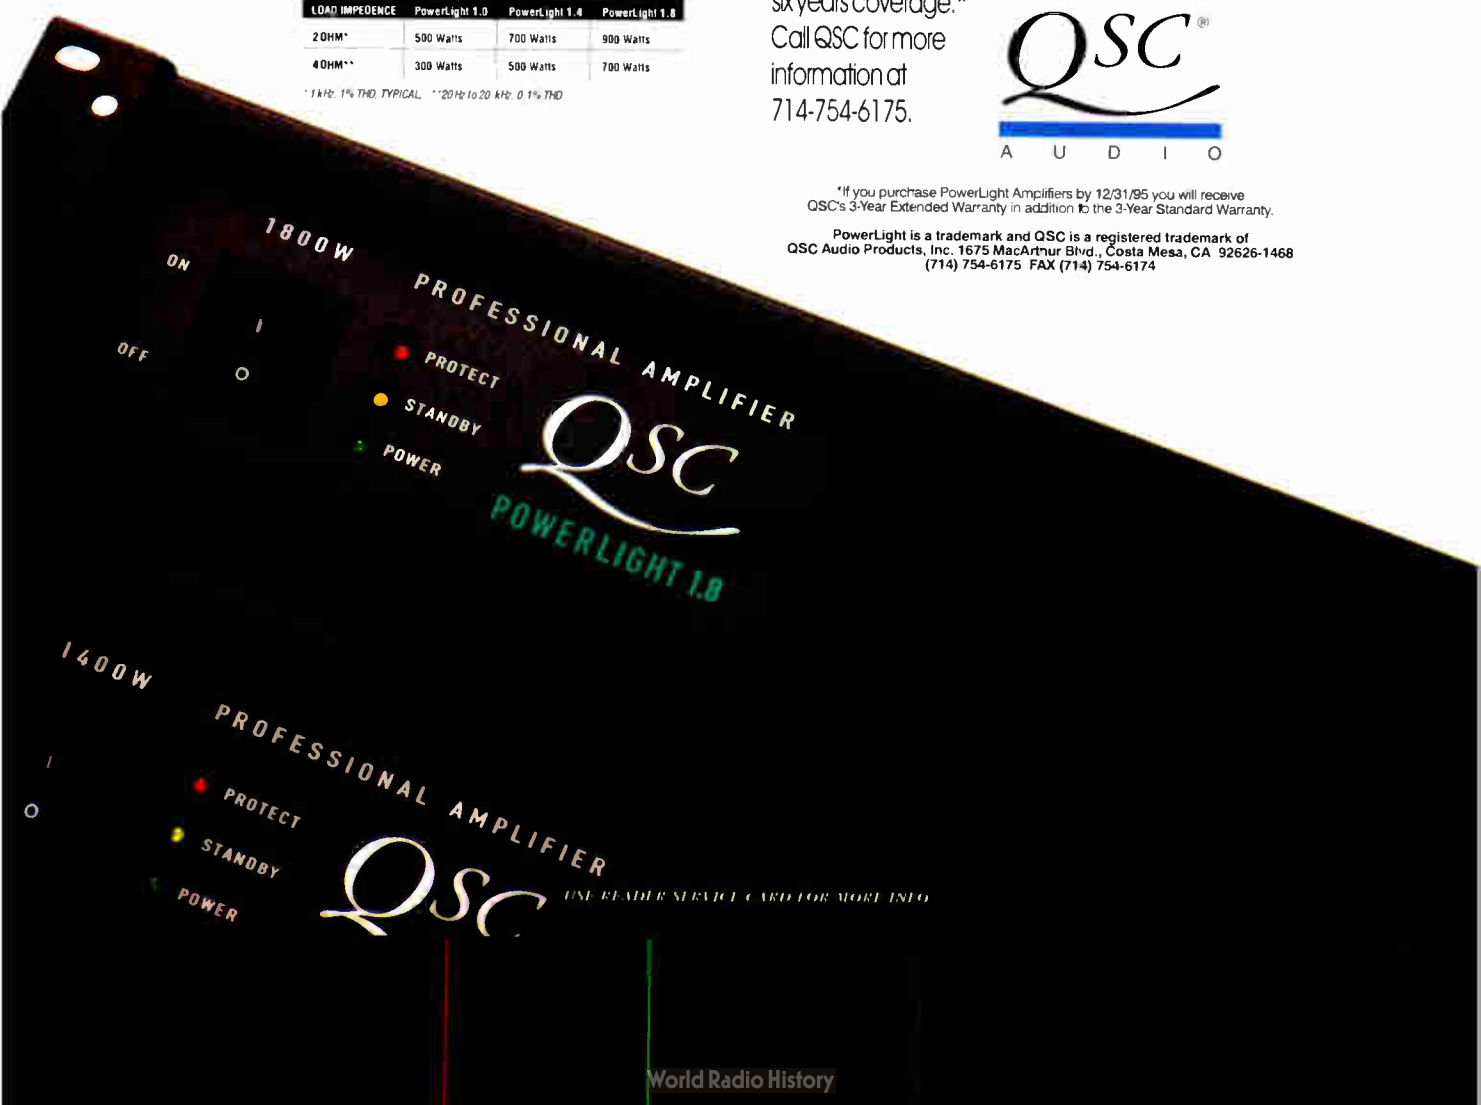 LOAD IMPEDENCE PowerLight 1.0 PowerLight 1.4 PowerLight 1.8
2 OHM* 500 Watts 700 Watts 900 Watts
4 OHM** 300 Watts 500 Watts 700 Watts
*1 kHz, 1% THD, TYPICAL, **20 Hz to 20 kHz, 0.1% THD
six years coverage.*
Call QSC for more
information at
714-754-6175.
QSC®
AUDIO
*If you purchase PowerLight Amplifiers by 12/31/95 you will receive
QSC's 3-Year Extended Warranty in addition to the 3-Year Standard Warranty.
PowerLight is a trademark and QSC is a registered trademark of
QSC Audio Products, Inc. 1675 MacArthur Blvd., Costa Mesa, CA 92626-1468
(714) 754-6175 FAX (714) 754-6174
1800W
ON
I
OFF
O
PROFESSIONAL AMPLIFIER
PROTECT
STANDBY
POWER
QSC
POWERLIGHT 1.8
1400W
I
O
PROFESSIONAL AMPLIFIER
PROTECT
STANDBY
POWER
QSC
USE READER SERVICE CARD FOR MORE INFO
World Radio History